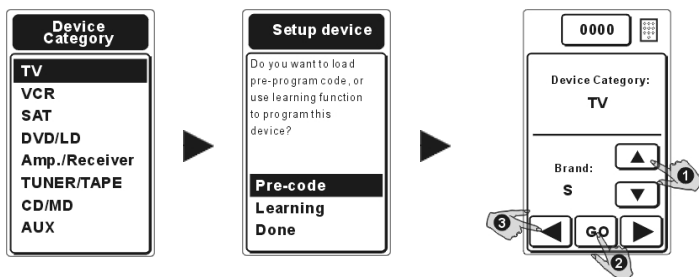 Device
Category
TV
VCR
SAT
DVD/LD
Amp./Receiver
TUNER/TAPE
CD/MD
AUX
Setup device
Do you want to load
pre-program code, or
use learning function
to program this
device?
Pre-code
Learning
Done
0000
Device Category:
TV
Brand:
S
1
GO
3
2